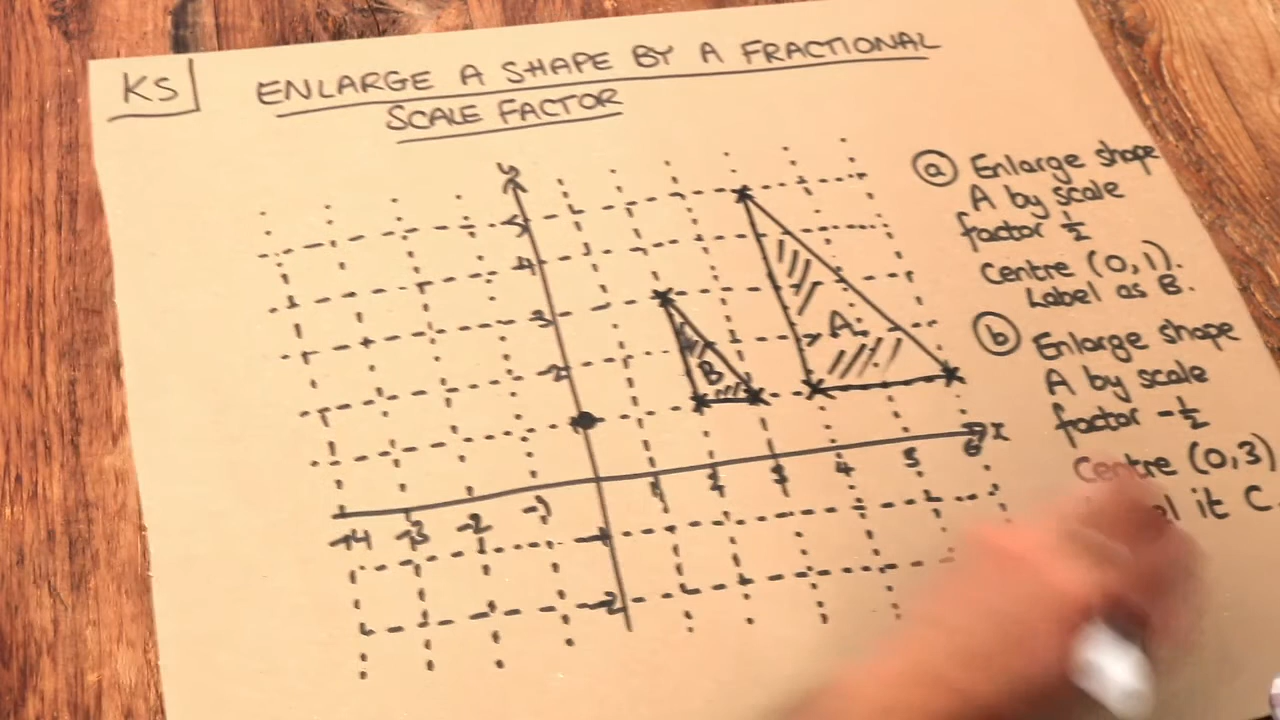 KS
ENLARGE A SHAPE BY A FRACTIONAL
SCALE FACTOR
y
5
4
3
2
-4 -3 -2 -1 1 2 3 4 5 6 x
-1
-2
A
B
a Enlarge shape
A by scale
factor 1/2
Centre (0,1).
Label as B.
b Enlarge shape
A by scale
factor -1/2
Centre (0,3)
it C.